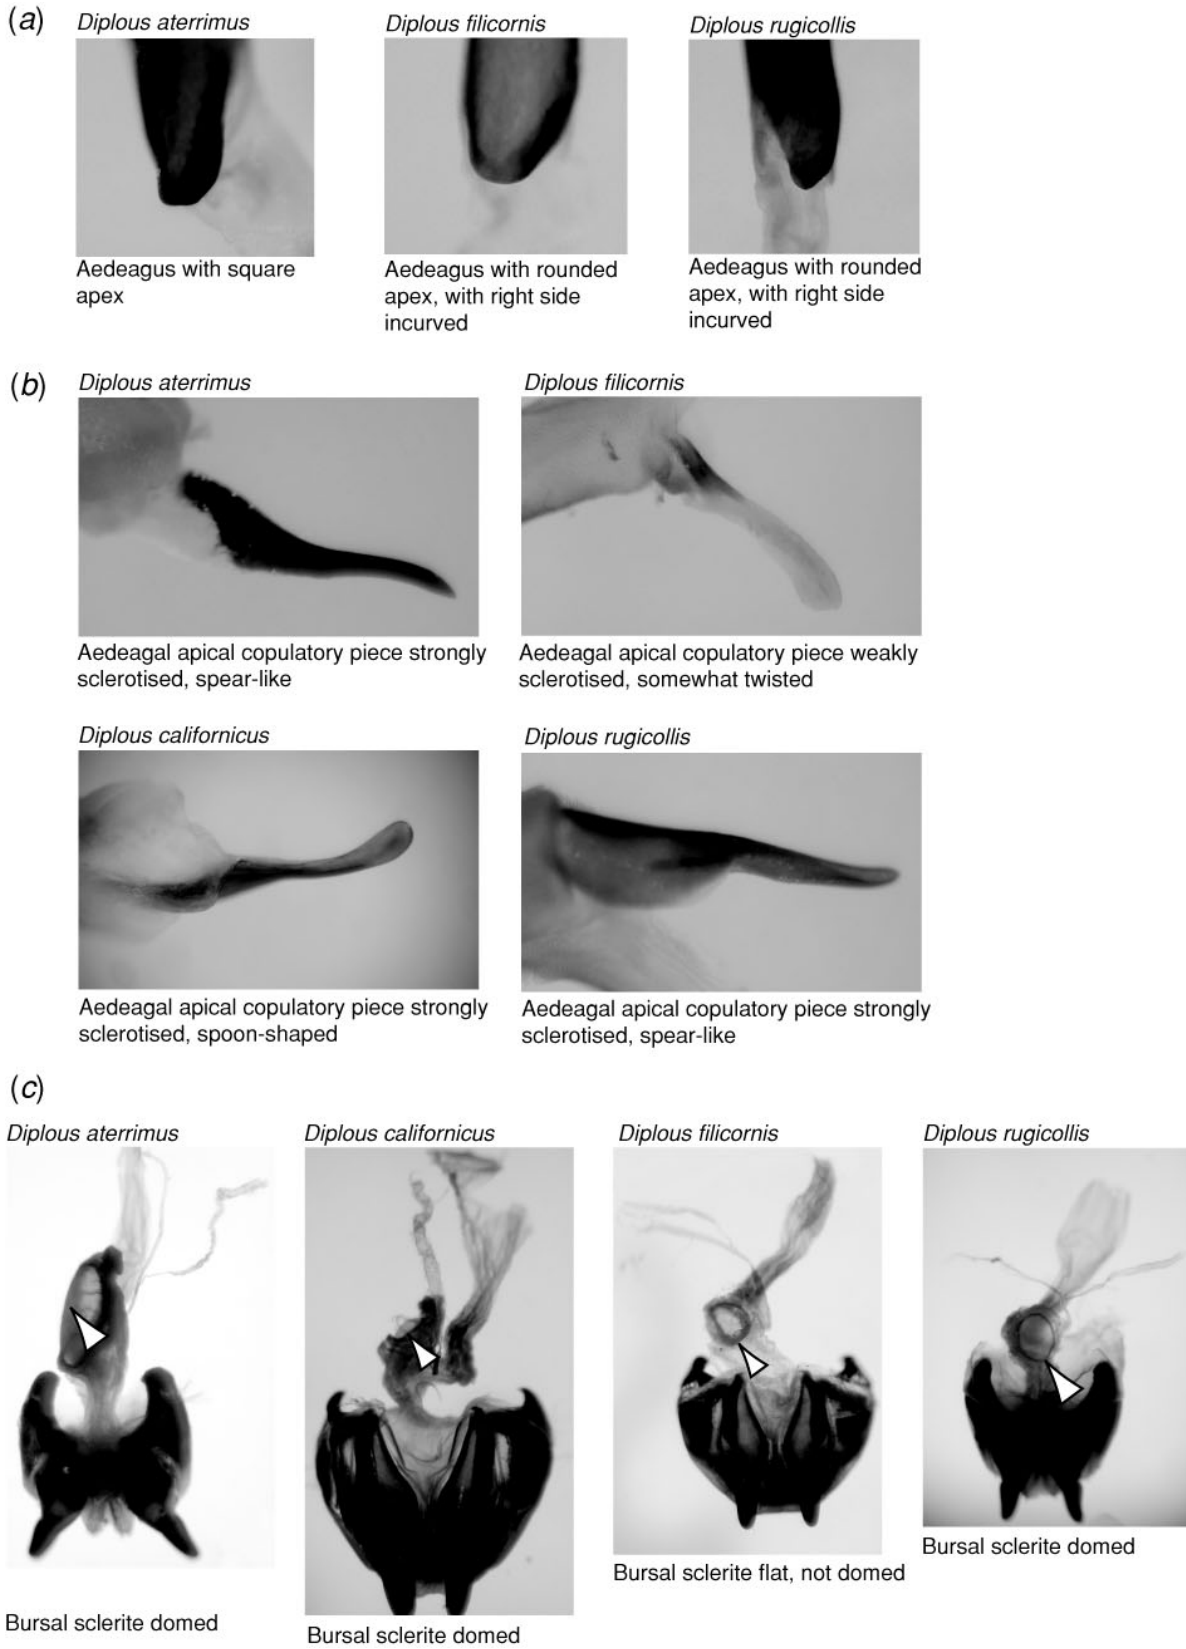 (a)
Diplous aterrimus
Diplous filicornis
Diplous rugicollis
Aedeagus with square
apex
Aedeagus with rounded
apex, with right side
incurved
Aedeagus with rounded
apex, with right side
incurved
(b)
Diplous aterrimus
Diplous filicornis
Aedeagal apical copulatory piece strongly
sclerotised, spear-like
Aedeagal apical copulatory piece weakly
sclerotised, somewhat twisted
Diplous californicus
Diplous rugicollis
Aedeagal apical copulatory piece strongly
sclerotised, spoon-shaped
Aedeagal apical copulatory piece strongly
sclerotised, spear-like
(c)
Diplous aterrimus
Diplous californicus
Diplous filicornis
Diplous rugicollis
Bursal sclerite domed
Bursal sclerite domed
Bursal sclerite flat, not domed
Bursal sclerite domed